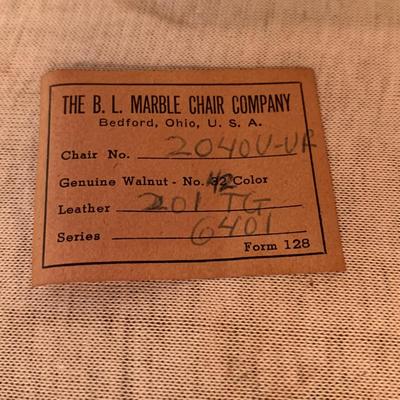 THE B. L. MARBLE CHAIR COMPANY
Bedford, Ohio, U. S. A.
Chair No. 2040U-UR
Genuine Walnut - No. 42 Color
Leather 201 TG
Series 6401
Form 128